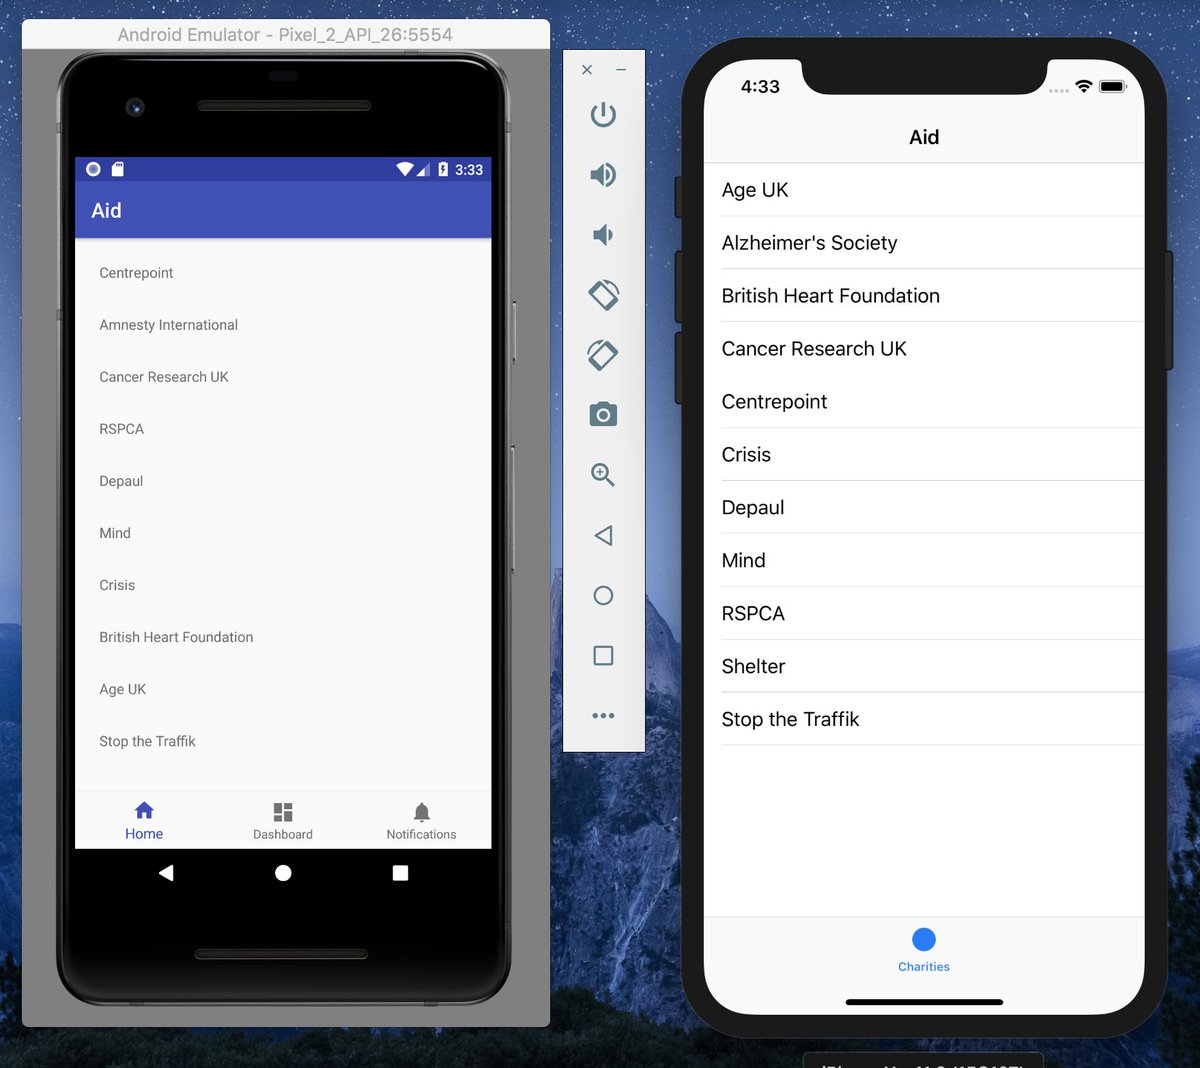 Android Emulator - Pixel_2_API_26:5554
3:33
Aid
Centrepoint
Amnesty International
Cancer Research UK
RSPCA
Depaul
Mind
Crisis
British Heart Foundation
Age UK
Stop the Traffik
Home
Dashboard
Notifications
4:33
Aid
Age UK
Alzheimer's Society
British Heart Foundation
Cancer Research UK
Centrepoint
Crisis
Depaul
Mind
RSPCA
Shelter
Stop the Traffik
Charities